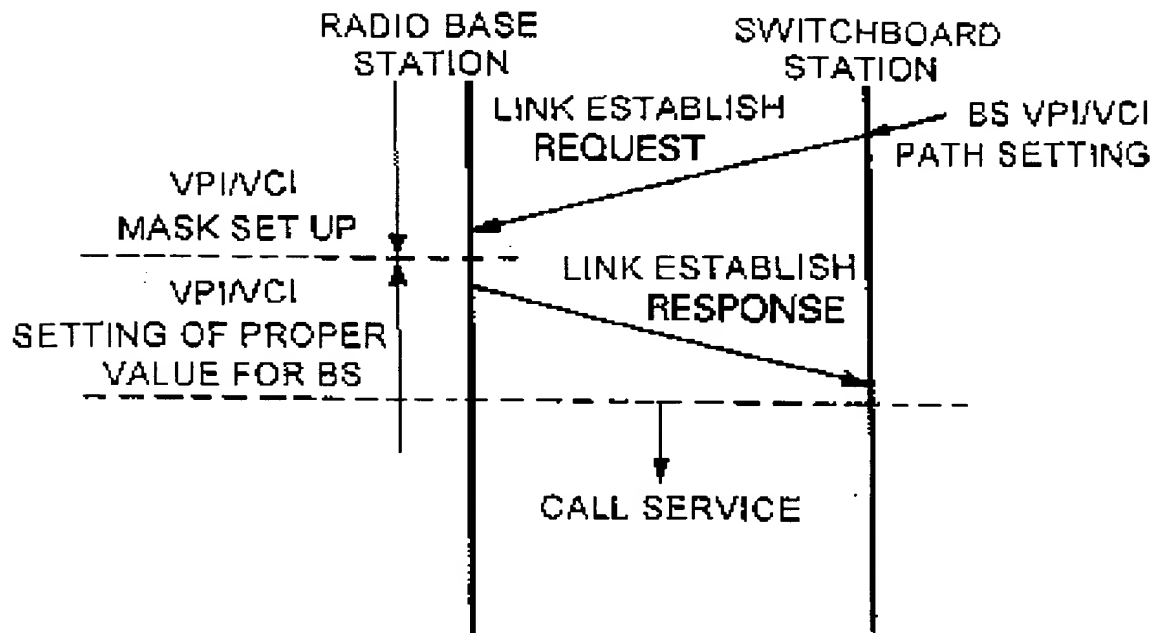 RADIO BASE
STATION
SWITCHBOARD
STATION
LINK ESTABLISH
REQUEST
BS VPI/VCI
PATH SETTING
VPI/VCI
MASK SET UP
LINK ESTABLISH
RESPONSE
VPI/VCI
SETTING OF PROPER
VALUE FOR BS
CALL SERVICE